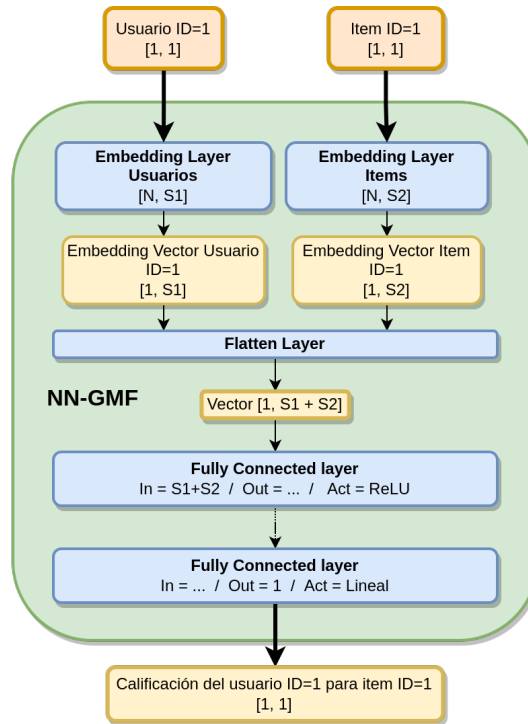 Usuario ID=1
[1, 1]
Item ID=1
[1, 1]
Embedding Layer
Usuarios
[N, S1]
Embedding Layer
Items
[N, S2]
Embedding Vector Usuario
ID=1
[1, S1]
Embedding Vector Item
ID=1
[1, S2]
Flatten Layer
NN-GMF
Vector [1, S1 + S2]
Fully Connected layer
In = S1+S2 / Out = ... / Act = ReLU
Fully Connected layer
In = ... / Out = 1 / Act = Lineal
Calificación del usuario ID=1 para item ID=1
[1, 1]